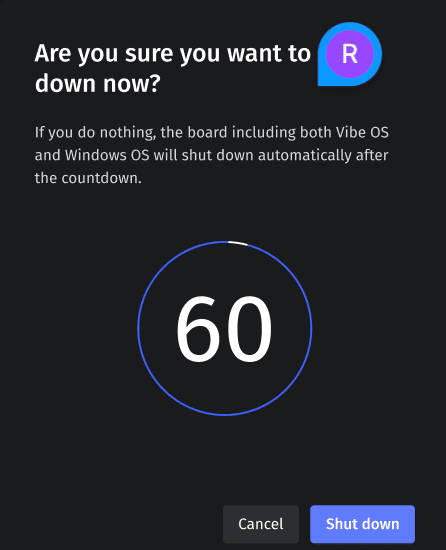 Are you sure you want to
R
down now?
If you do nothing, the board including both Vibe OS
and Windows OS will shut down automatically after
the countdown.
60
Cancel
Shut down